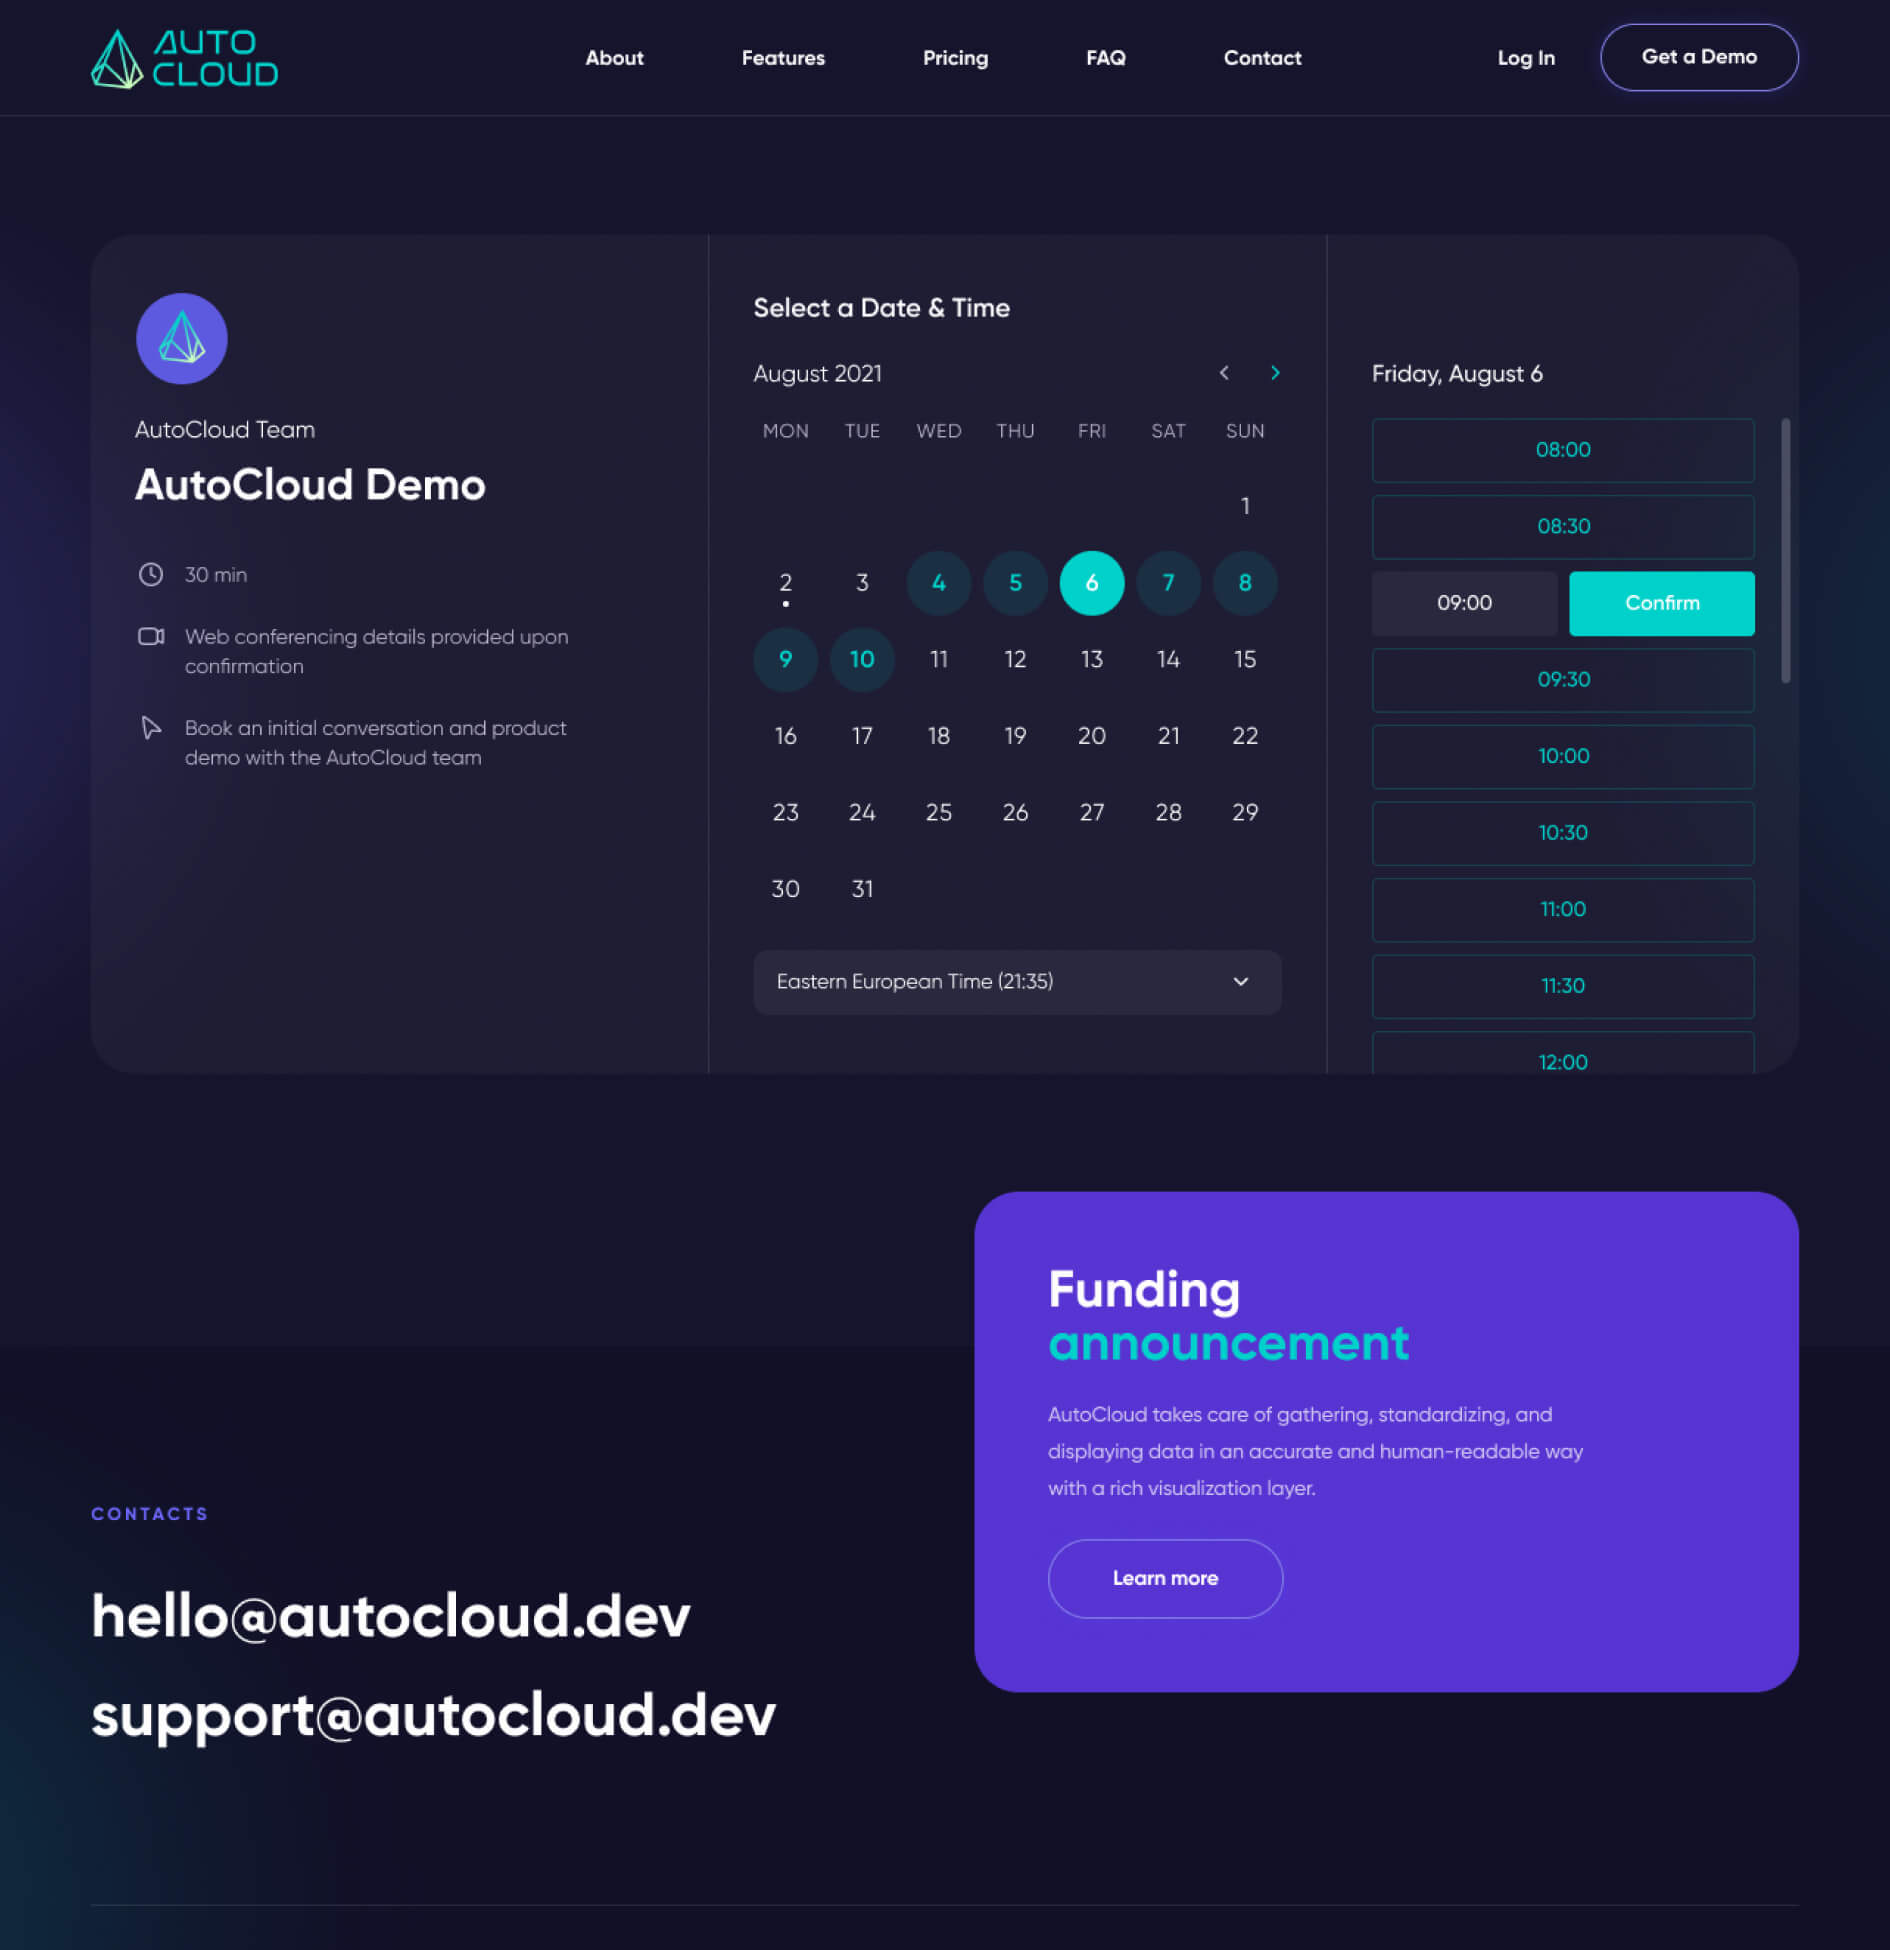 AUTO
CLOUD
About
Features
Pricing
FAQ
Contact
Log In
Get a Demo
AutoCloud Team
AutoCloud Demo
30 min
Web conferencing details provided upon
confirmation
Book an initial conversation and product
demo with the AutoCloud team
Select a Date & Time
August 2021
MON TUE WED THU FRI SAT SUN
1
2 3 4 5 6 7 8
9 10 11 12 13 14 15
16 17 18 19 20 21 22
23 24 25 26 27 28 29
30 31
Eastern European Time (21:35)
Friday, August 6
08:00
08:30
09:00 Confirm
09:30
10:00
10:30
11:00
11:30
12:00
Funding
announcement
AutoCloud takes care of gathering, standardizing, and
displaying data in an accurate and human-readable way
with a rich visualization layer.
Learn more
CONTACTS
hello@autocloud.dev
support@autocloud.dev